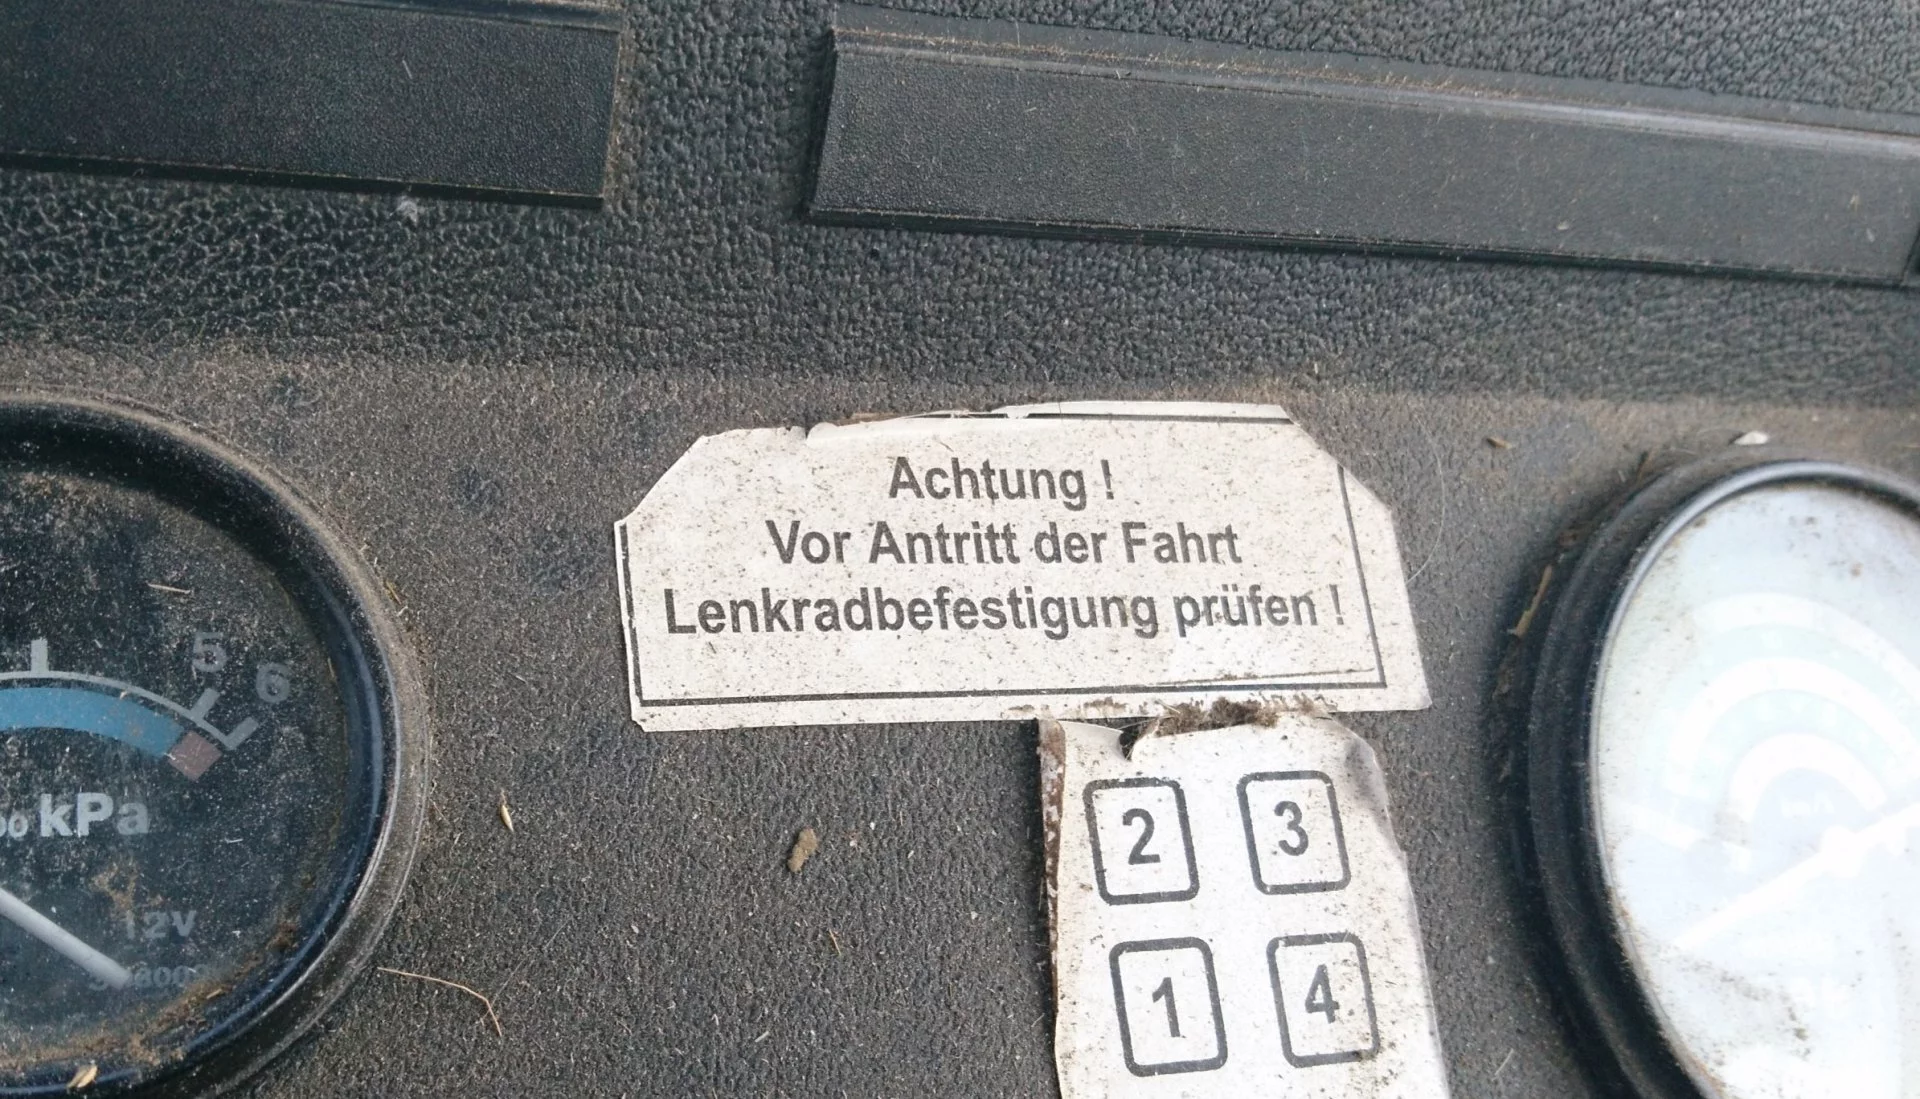 Achtung !
Vor Antritt der Fahrt
Lenkradbefestigung prüfen !
5
6
kPa
12V
2 3
1 4